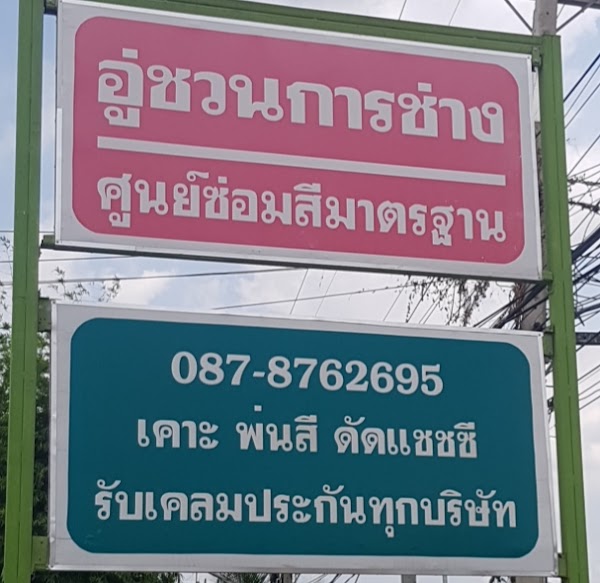 อู่ชวนการช่าง
ศูนย์ซ่อมสีมาตรฐาน
087-8762695
เคาะ พ่นสี ดัดแชชซี
รับเคลมประกันทุกบริษัท